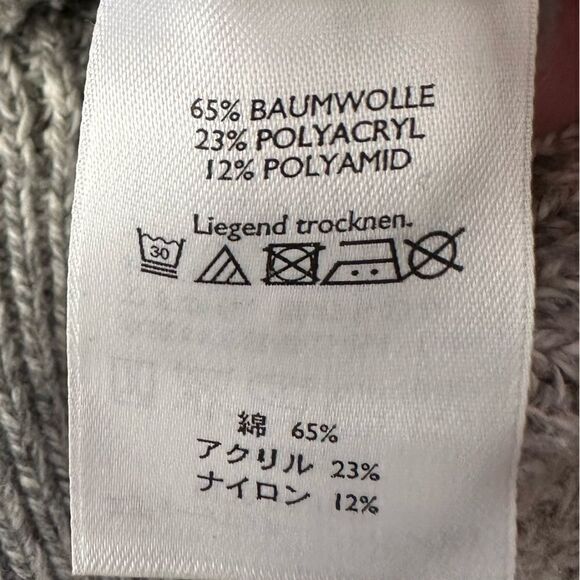 65% BAUMWOLLE
23% POLYACRYL
12% POLYAMID
Liegend trocknen.
30
綿 65%
アクリル 23%
ナイロン 12%